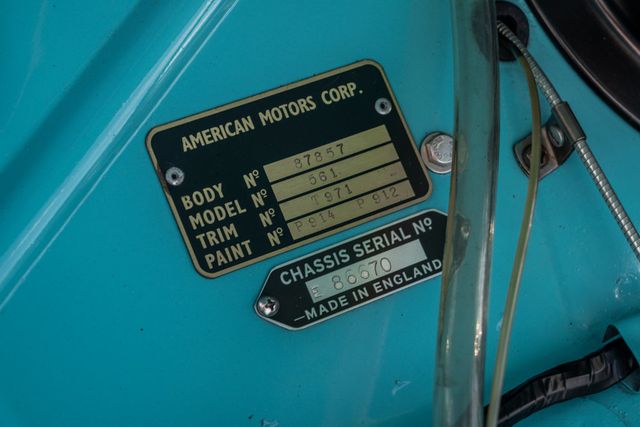 AMERICAN MOTORS CORP.
BODY Nº 87857
MODEL Nº 561
TRIM Nº T971 -
PAINT Nº P914 P912
CHASSIS SERIAL Nº
E 86670
—MADE IN ENGLAND